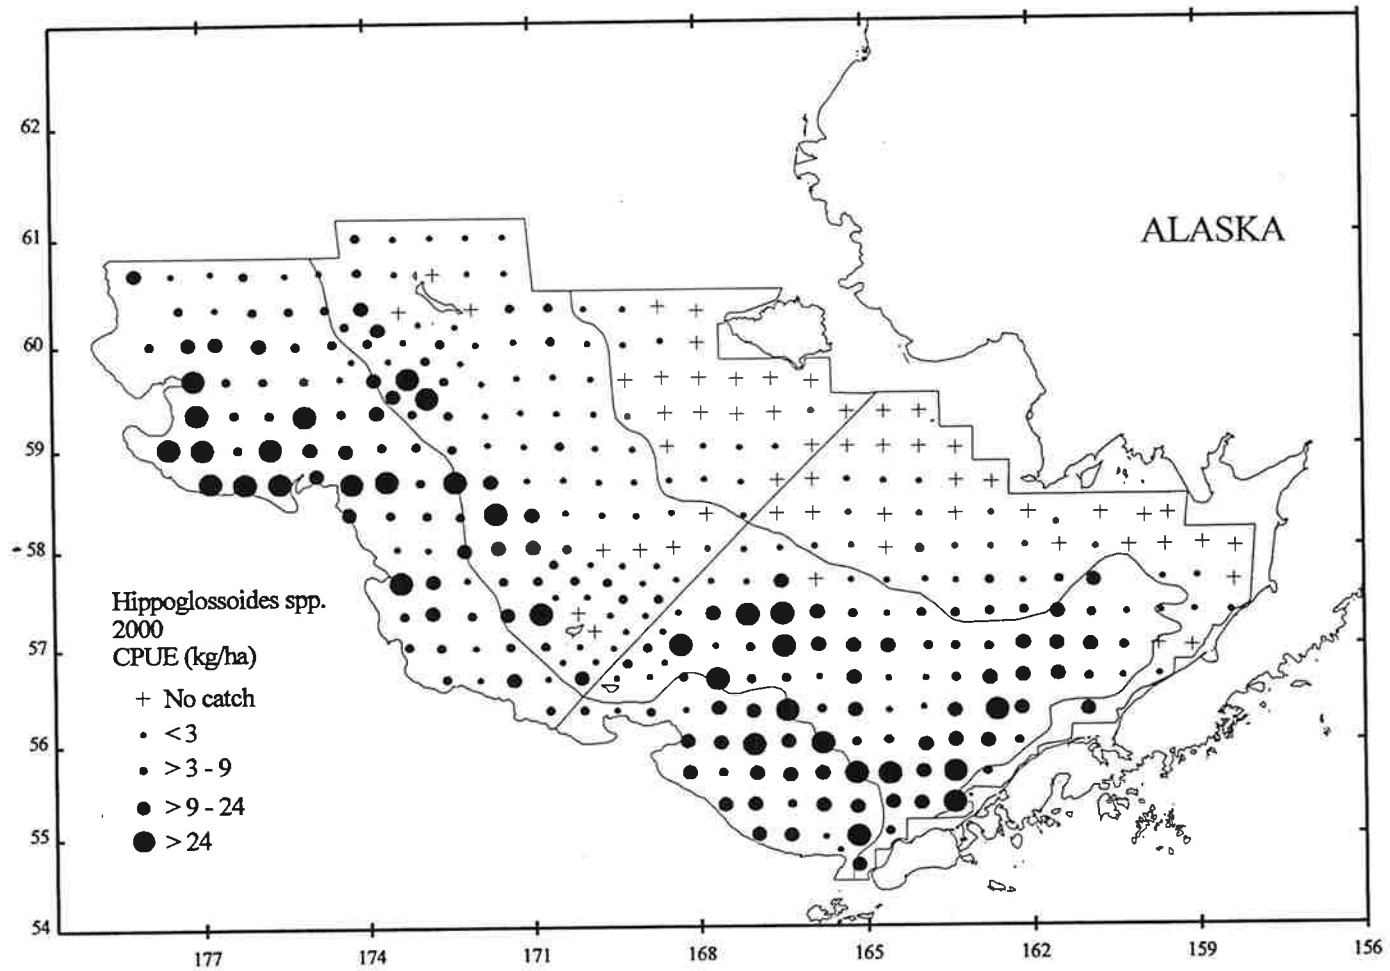 62
61
60
59
58
57
56
55
54
ALASKA
Hippoglossoides spp.
2000
CPUE (kg/ha)
+ No catch
< 3
> 3 - 9
> 9 - 24
> 24
177 174 171 168 165 162 159 156